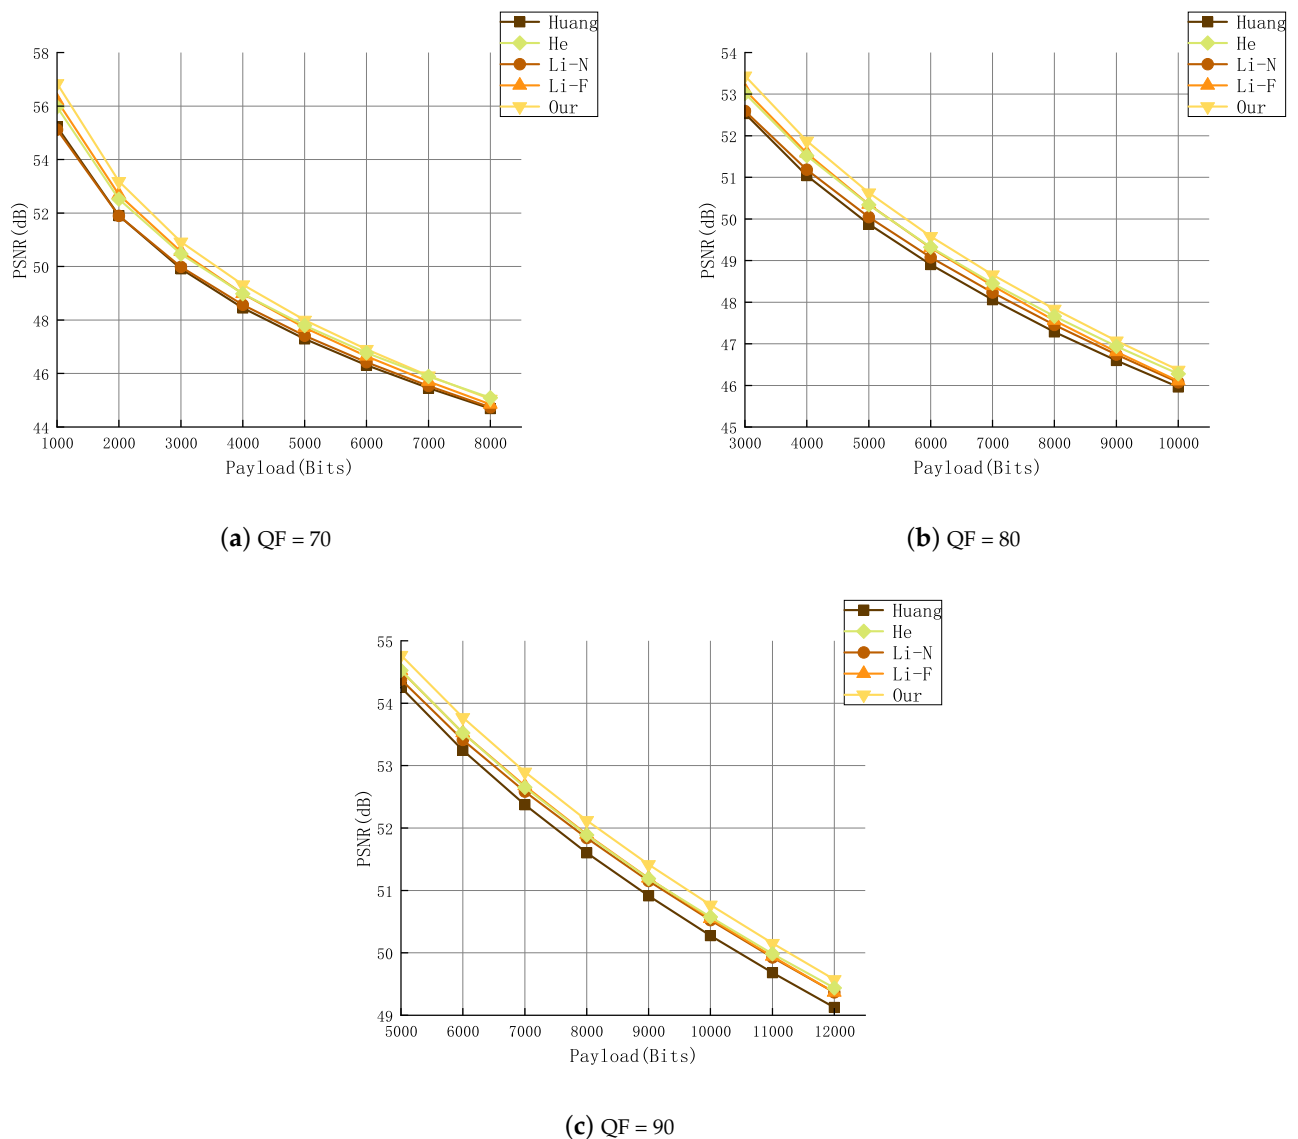 Huang
He
Li-N
Li-F
Our
58
56
54
52
50
48
46
44
PSNR(dB)
1000 2000 3000 4000 5000 6000 7000 8000
Payload(Bits)
(a) QF = 70
Huang
He
Li-N
Li-F
Our
54
53
52
51
50
49
48
47
46
45
PSNR(dB)
3000 4000 5000 6000 7000 8000 9000 10000
Payload(Bits)
(b) QF = 80
Huang
He
Li-N
Li-F
Our
55
54
53
52
51
50
49
PSNR(dB)
5000 6000 7000 8000 9000 10000 11000 12000
Payload(Bits)
(c) QF = 90